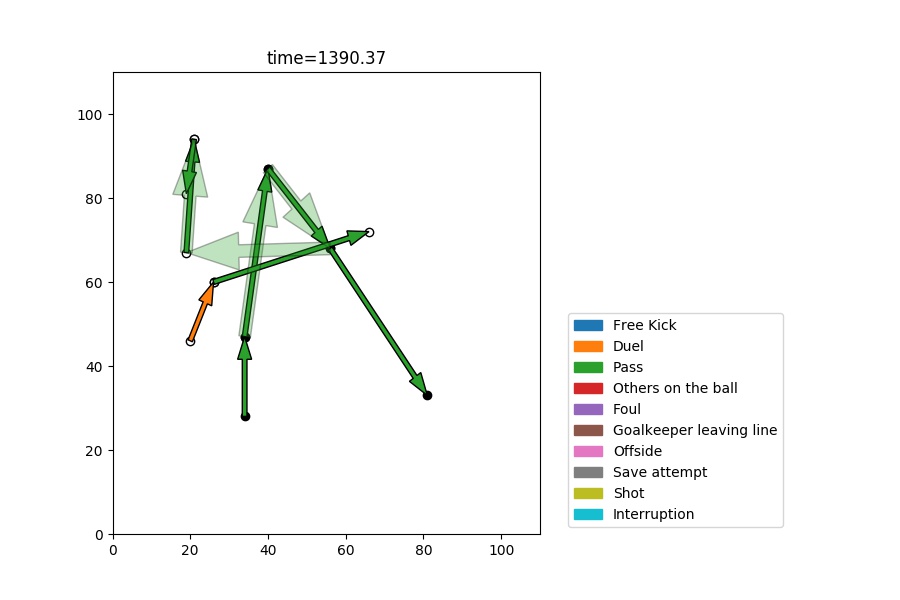 time=1390.37
100
80
60
40
20
0
0 20 40 60 80 100
Free Kick
Duel
Pass
Others on the ball
Foul
Goalkeeper leaving line
Offside
Save attempt
Shot
Interruption